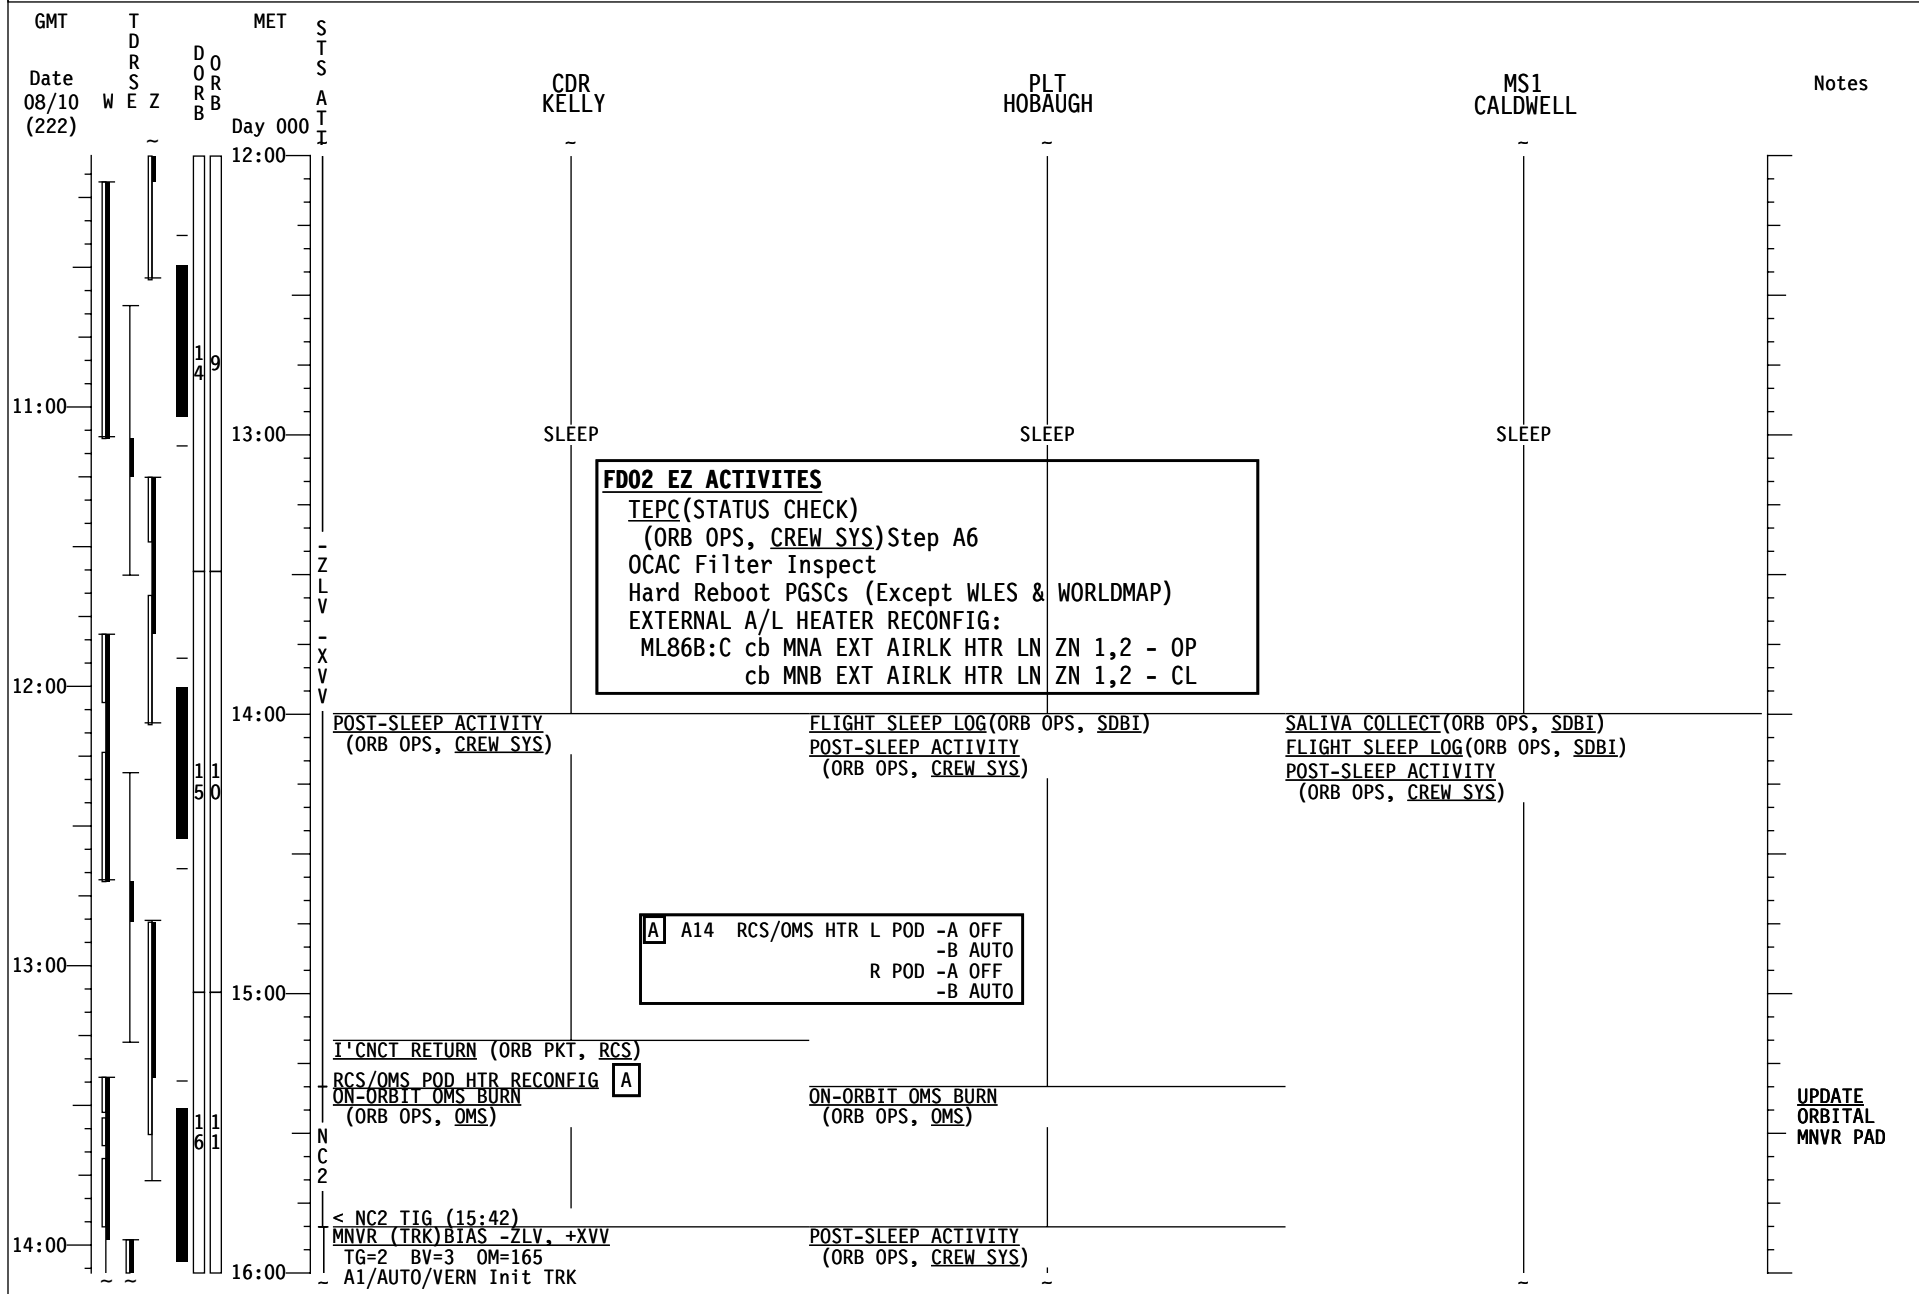 GMT
Date
08/10
(222)
TDRS
W E Z
DORB
ORB
MET
Day 000
STS ATT
CDR
KELLY
PLT
HOBAUGH
MS1
CALDWELL
Notes
~ ~ ~ ~
12:00
14
9
11:00
13:00
SLEEP SLEEP SLEEP
FD02 EZ ACTIVITES
TEPC(STATUS CHECK)
(ORB OPS, CREW SYS)Step A6
OCAC Filter Inspect
Hard Reboot PGSCs (Except WLES & WORLDMAP)
EXTERNAL A/L HEATER RECONFIG:
ML86B:C cb MNA EXT AIRLK HTR LN ZN 1,2 - OP
cb MNB EXT AIRLK HTR LN ZN 1,2 - CL
-ZLV -XVV
12:00
14:00
POST-SLEEP ACTIVITY
(ORB OPS, CREW SYS)
FLIGHT SLEEP LOG(ORB OPS, SDBI)
POST-SLEEP ACTIVITY
(ORB OPS, CREW SYS)
SALIVA COLLECT(ORB OPS, SDBI)
FLIGHT SLEEP LOG(ORB OPS, SDBI)
POST-SLEEP ACTIVITY
(ORB OPS, CREW SYS)
15
10
A A14 RCS/OMS HTR L POD -A OFF
-B AUTO
R POD -A OFF
-B AUTO
13:00
15:00
I'CNCT RETURN (ORB PKT, RCS)
RCS/OMS POD HTR RECONFIG A
ON-ORBIT OMS BURN
(ORB OPS, OMS)
ON-ORBIT OMS BURN
(ORB OPS, OMS)
UPDATE
ORBITAL
MNVR PAD
16
11
NC2
< NC2 TIG (15:42)
MNVR (TRK)BIAS -ZLV, +XVV
TG=2 BV=3 OM=165
A1/AUTO/VERN Init TRK
POST-SLEEP ACTIVITY
(ORB OPS, CREW SYS)
14:00
16:00
~ ~ ~ ~ ~